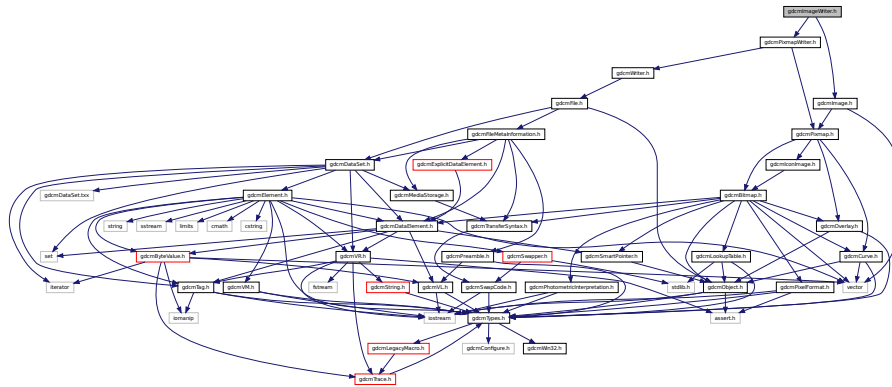 gdcmImageWriter.h
gdcmPixmapWriter.h
gdcmWriter.h
gdcmFile.h
gdcmImage.h
gdcmFileMetaInformation.h
gdcmPixmap.h
gdcmDataSet.h
gdcmExplicitDataElement.h
gdcmIconImage.h
gdcmDataSet.txx
gdcmElement.h
gdcmMediaStorage.h
gdcmBitmap.h
string
sstream
limits
cmath
cstring
gdcmDataElement.h
gdcmTransferSyntax.h
gdcmOverlay.h
set
gdcmByteValue.h
gdcmVR.h
gdcmPreamble.h
gdcmSwapper.h
gdcmSmartPointer.h
gdcmLookupTable.h
gdcmCurve.h
iterator
gdcmTag.h
gdcmVM.h
fstream
gdcmString.h
gdcmVL.h
gdcmSwapCode.h
gdcmPhotometricInterpretation.h
stdlib.h
gdcmObject.h
gdcmPixelFormat.h
vector
iomanip
iostream
gdcmTypes.h
assert.h
gdcmLegacyMacro.h
gdcmConfigure.h
gdcmWin32.h
gdcmTrace.h